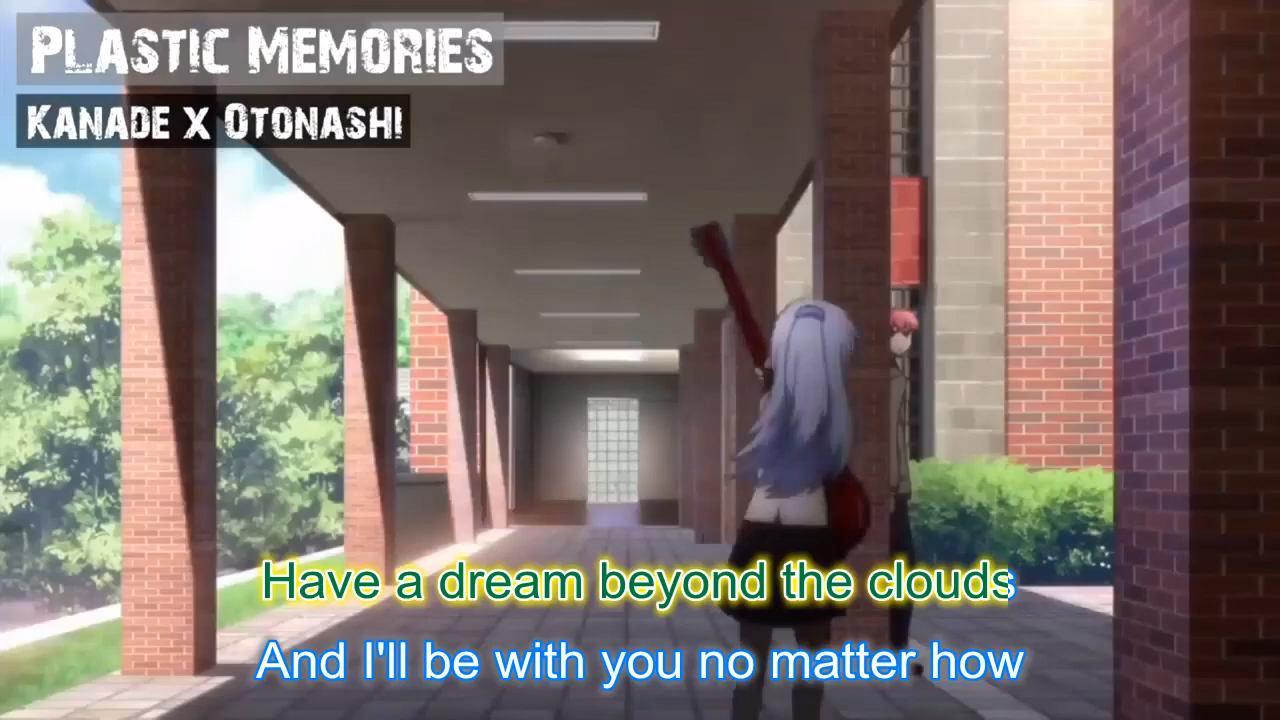 Plastic Memories
Kanade x Otonashi
Have a dream beyond the clouds
And I'll be with you no matter how